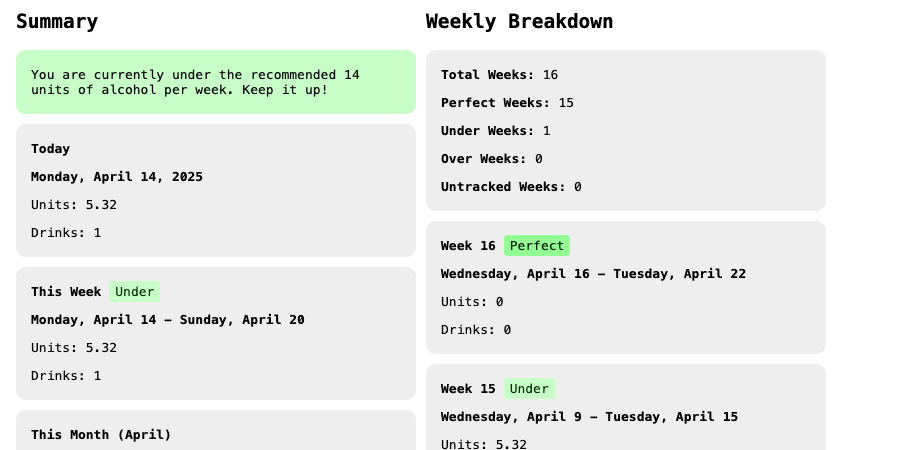 Summary
You are currently under the recommended 14
units of alcohol per week. Keep it up!
Today
Monday, April 14, 2025
Units: 5.32
Drinks: 1
This Week Under
Monday, April 14 – Sunday, April 20
Units: 5.32
Drinks: 1
This Month (April)
Weekly Breakdown
Total Weeks: 16
Perfect Weeks: 15
Under Weeks: 1
Over Weeks: 0
Untracked Weeks: 0
Week 16 Perfect
Wednesday, April 16 – Tuesday, April 22
Units: 0
Drinks: 0
Week 15 Under
Wednesday, April 9 – Tuesday, April 15
Units: 5.32